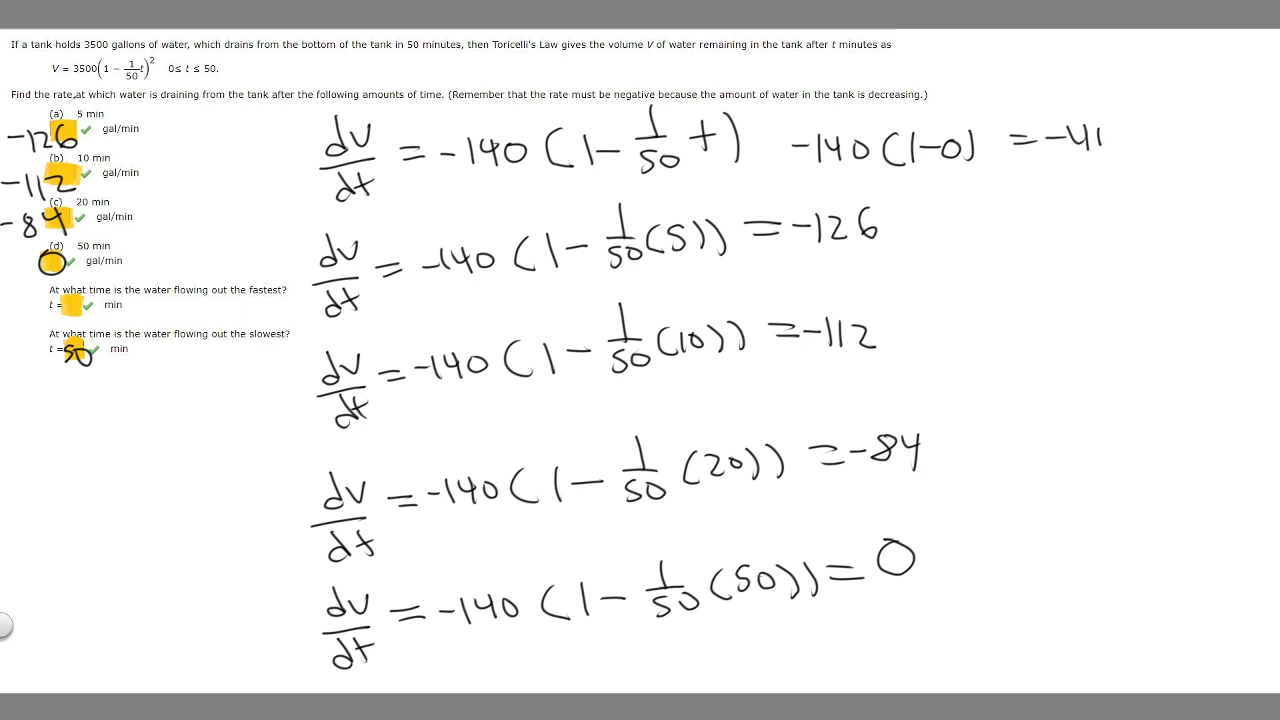 If a tank holds 3500 gallons of water, which drains from the bottom of the tank in 50 minutes, then Toricelli's Law gives the volume V of water remaining in the tank after t minutes as
V = 3500(1 − 1/50 t)² 0≤ t ≤ 50.
Find the rate at which water is draining from the tank after the following amounts of time. (Remember that the rate must be negative because the amount of water in the tank is decreasing.)
(a) 5 min
-126 ✓ gal/min
(b) 10 min
-112 ✓ gal/min
(c) 20 min
-84 ✓ gal/min
(d) 50 min
0 ✓ gal/min
At what time is the water flowing out the fastest?
t = ✓ min
At what time is the water flowing out the slowest?
t = 50 ✓ min
dv/dt = -140 (1 - 1/50 t) -140 (1-0) = -41
dv/dt = -140 (1 - 1/50 (5)) = -126
dv/dt = -140 (1 - 1/50 (10)) = -112
dv/dt = -140 (1 - 1/50 (20)) = -84
dv/dt = -140 (1 - 1/50 (50)) = 0